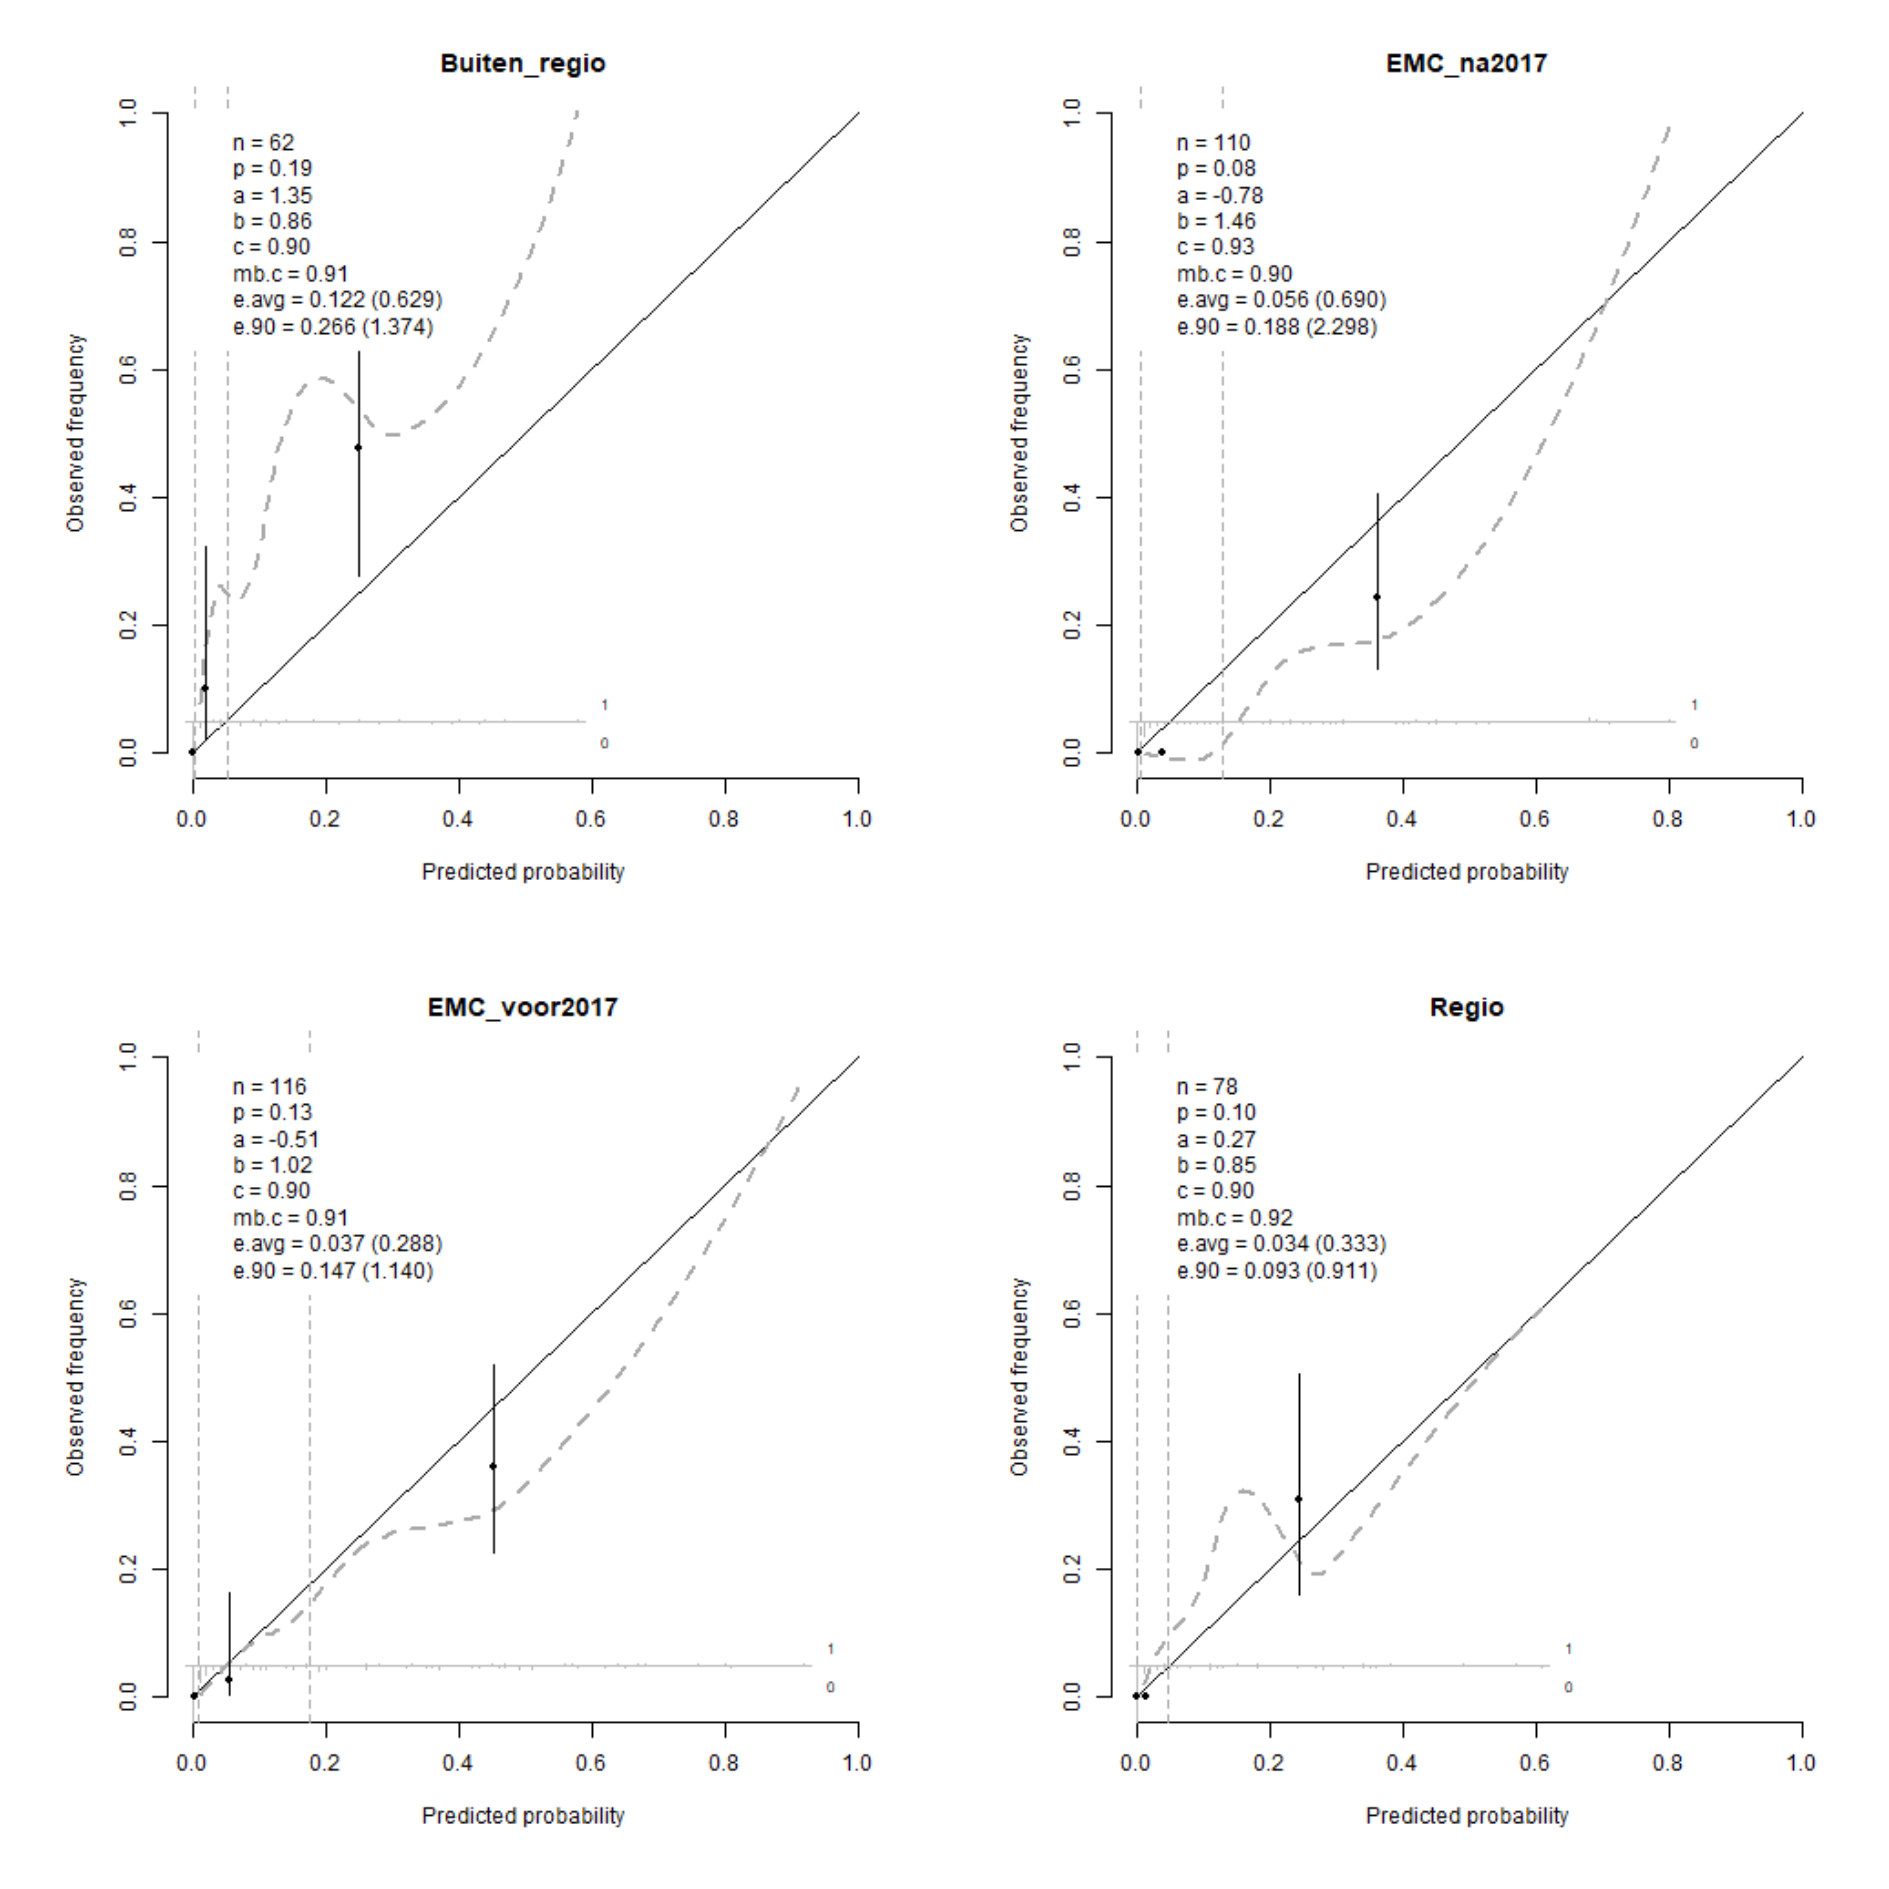 Buiten_regio
n = 62
p = 0.19
a = 1.35
b = 0.86
c = 0.90
mb.c = 0.91
e.avg = 0.122 (0.629)
e.90 = 0.266 (1.374)
Observed frequency
1.0
0.8
0.6
0.4
0.2
0.0
1
0
0.0 0.2 0.4 0.6 0.8 1.0
Predicted probability
EMC_na2017
n = 110
p = 0.08
a = -0.78
b = 1.46
c = 0.93
mb.c = 0.90
e.avg = 0.056 (0.690)
e.90 = 0.188 (2.298)
Observed frequency
1.0
0.8
0.6
0.4
0.2
0.0
1
0
0.0 0.2 0.4 0.6 0.8 1.0
Predicted probability
EMC_voor2017
n = 116
p = 0.13
a = -0.51
b = 1.02
c = 0.90
mb.c = 0.91
e.avg = 0.037 (0.288)
e.90 = 0.147 (1.140)
Observed frequency
1.0
0.8
0.6
0.4
0.2
0.0
1
0
0.0 0.2 0.4 0.6 0.8 1.0
Predicted probability
Regio
n = 78
p = 0.10
a = 0.27
b = 0.85
c = 0.90
mb.c = 0.92
e.avg = 0.034 (0.333)
e.90 = 0.093 (0.911)
Observed frequency
1.0
0.8
0.6
0.4
0.2
0.0
1
0
0.0 0.2 0.4 0.6 0.8 1.0
Predicted probability